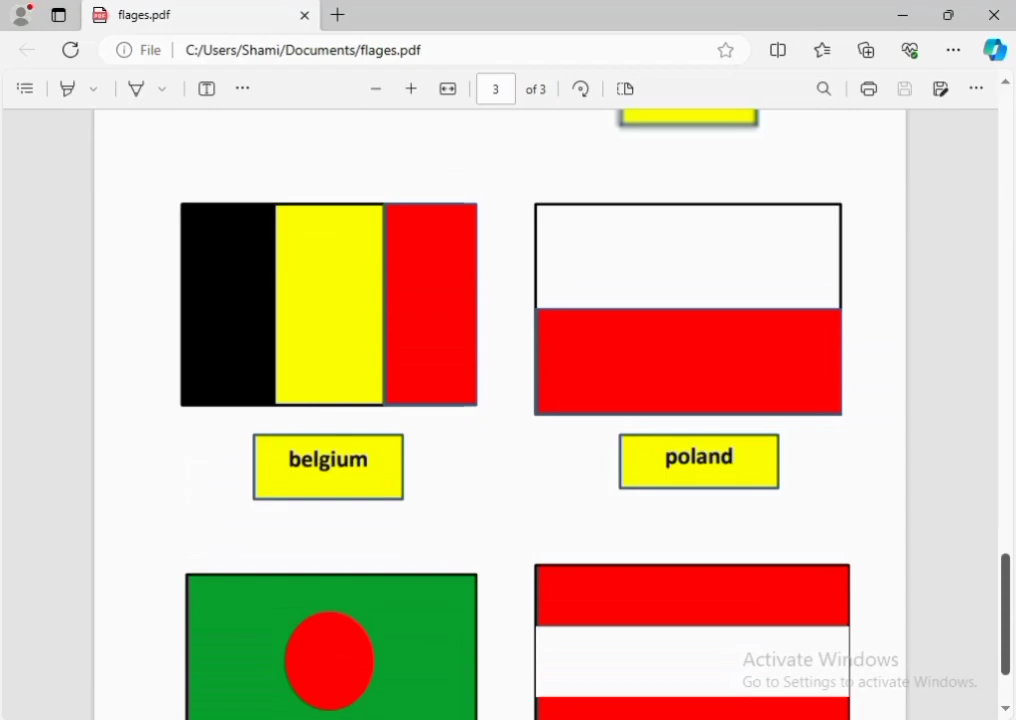 flages.pdf
File
C:/Users/Shami/Documents/flages.pdf
3
of 3
belgium
poland
Activate Windows
Go to Settings to activate Windows.